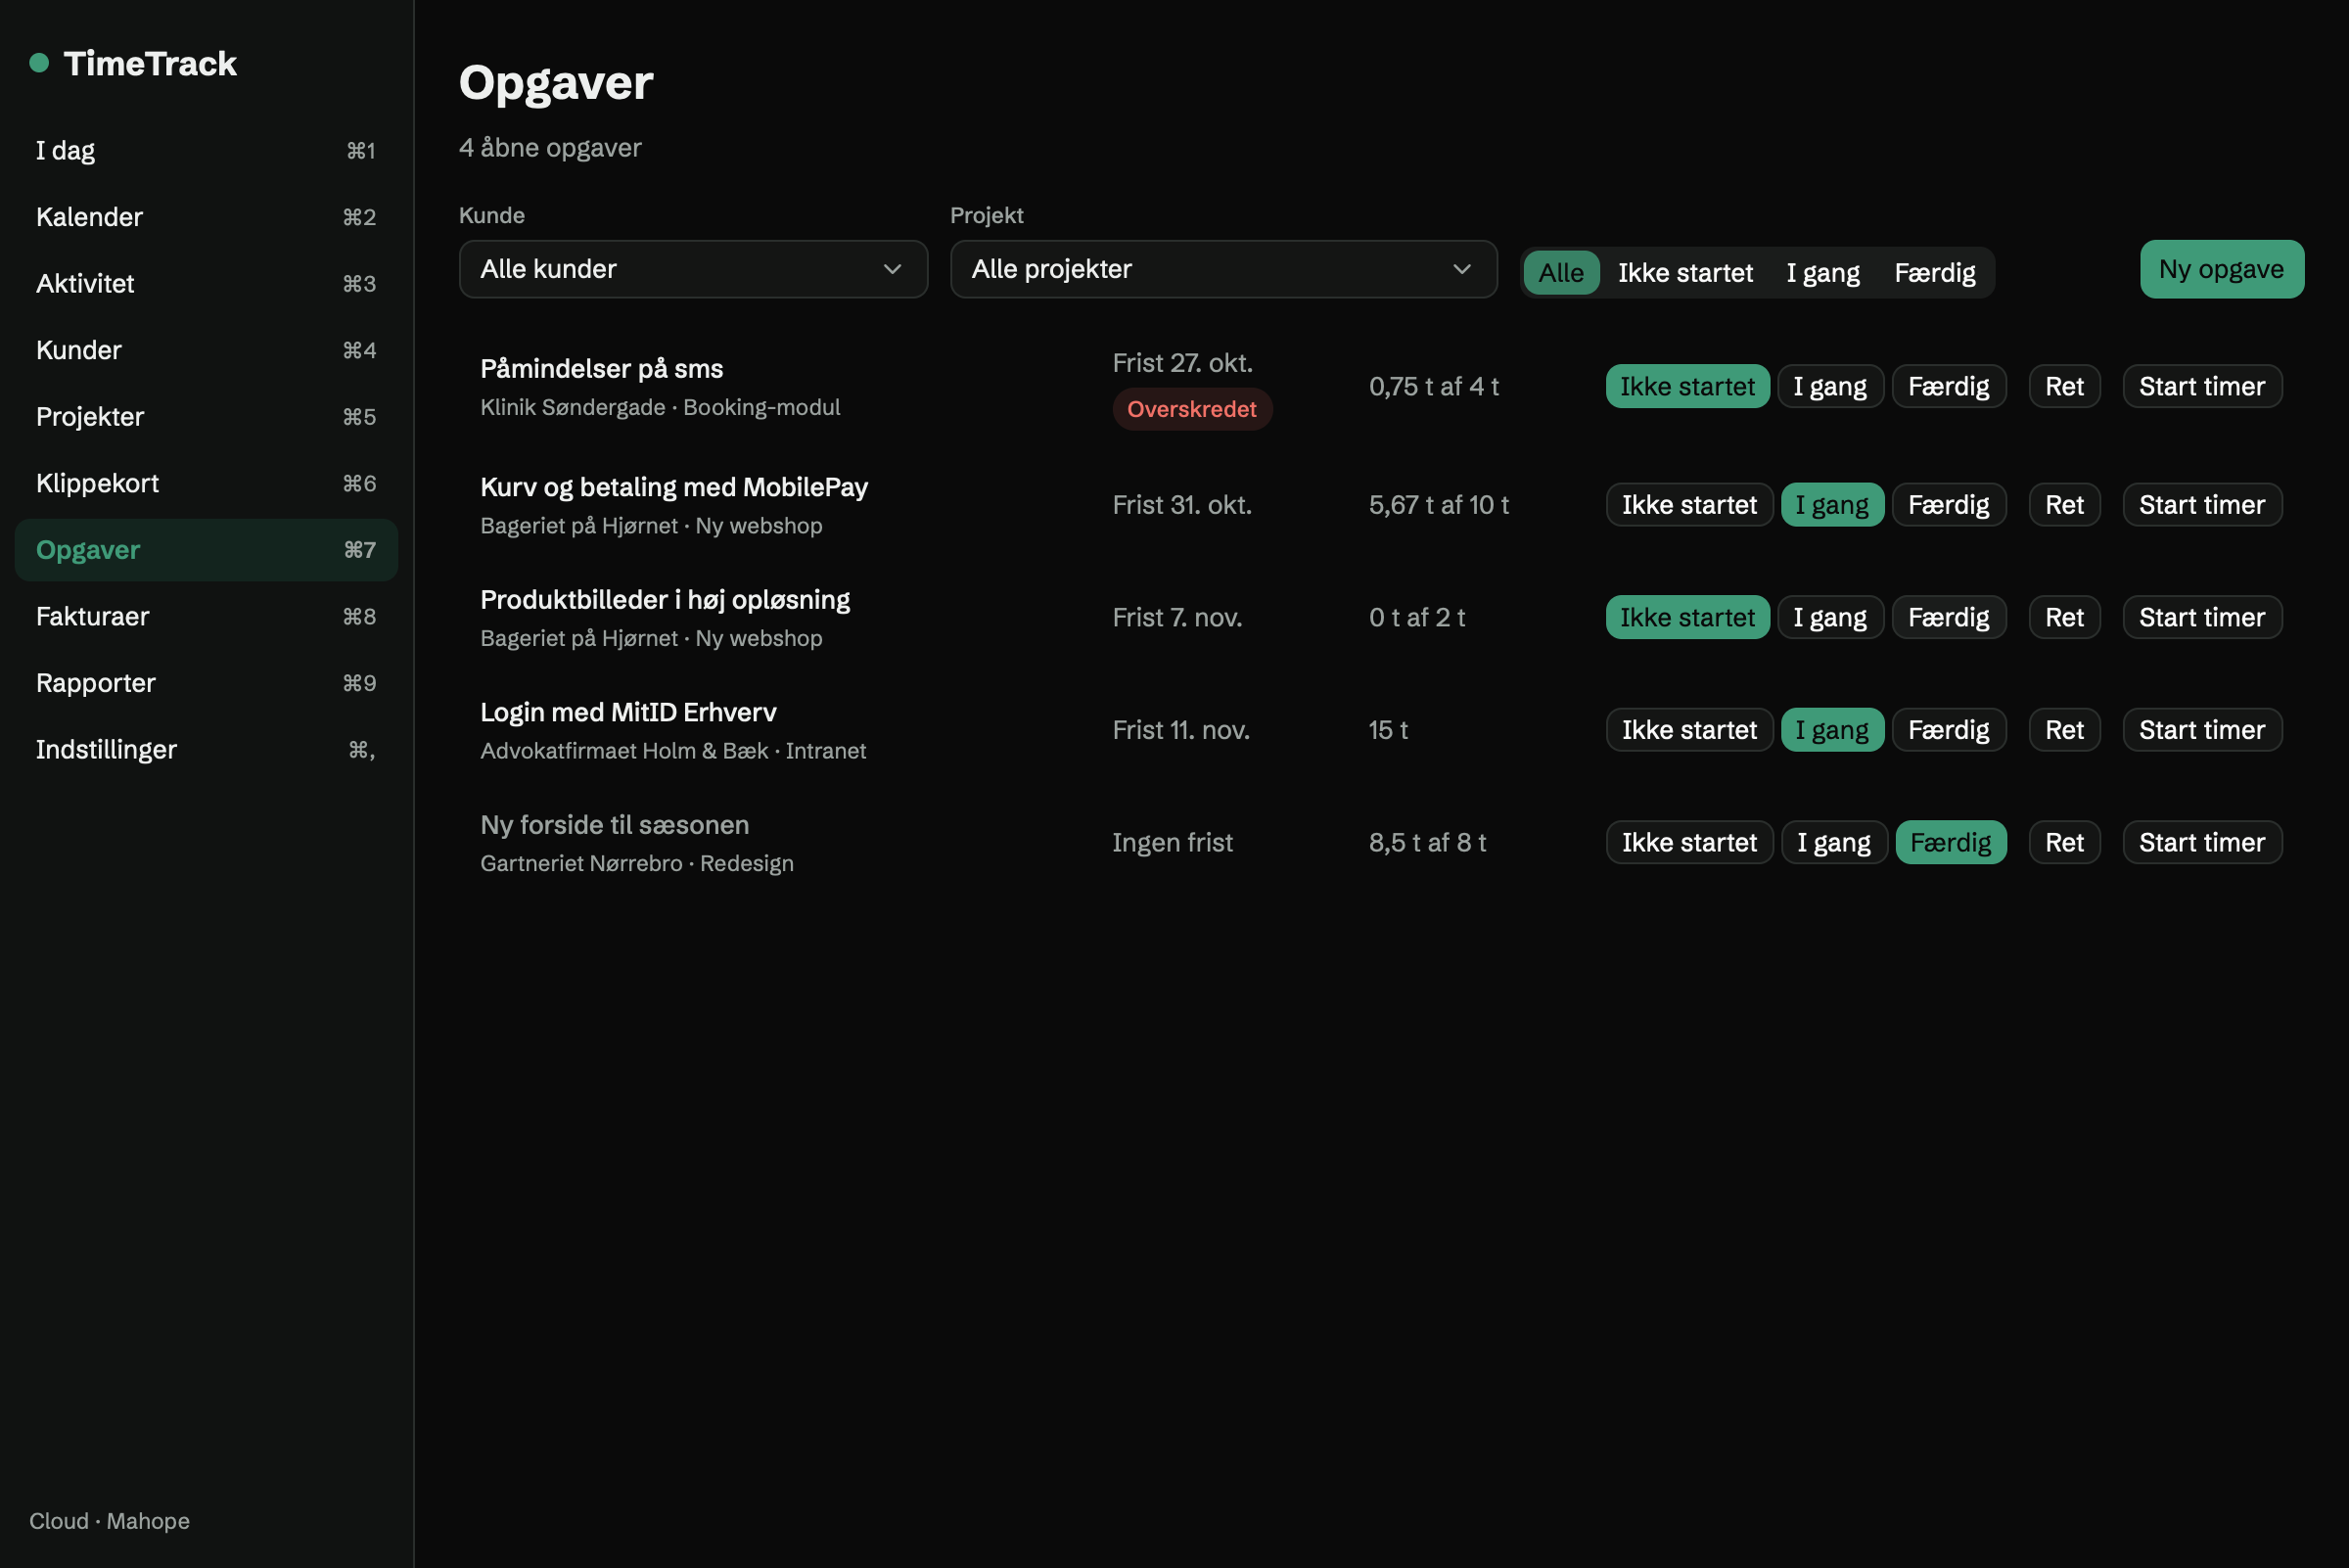 TimeTrack
I dag ⌘1
Kalender ⌘2
Aktivitet ⌘3
Kunder ⌘4
Projekter ⌘5
Klippekort ⌘6
Opgaver ⌘7
Fakturaer ⌘8
Rapporter ⌘9
Indstillinger ⌘,
Cloud · Mahope
Opgaver
4 åbne opgaver
Kunde Projekt
Alle kunder Alle projekter Alle Ikke startet I gang Færdig Ny opgave
Påmindelser på sms
Klinik Søndergade · Booking-modul
Frist 27. okt.
Overskredet
0,75 t af 4 t Ikke startet I gang Færdig Ret Start timer
Kurv og betaling med MobilePay
Bageriet på Hjørnet · Ny webshop
Frist 31. okt. 5,67 t af 10 t Ikke startet I gang Færdig Ret Start timer
Produktbilleder i høj opløsning
Bageriet på Hjørnet · Ny webshop
Frist 7. nov. 0 t af 2 t Ikke startet I gang Færdig Ret Start timer
Login med MitID Erhverv
Advokatfirmaet Holm & Bæk · Intranet
Frist 11. nov. 15 t Ikke startet I gang Færdig Ret Start timer
Ny forside til sæsonen
Gartneriet Nørrebro · Redesign
Ingen frist 8,5 t af 8 t Ikke startet I gang Færdig Ret Start timer